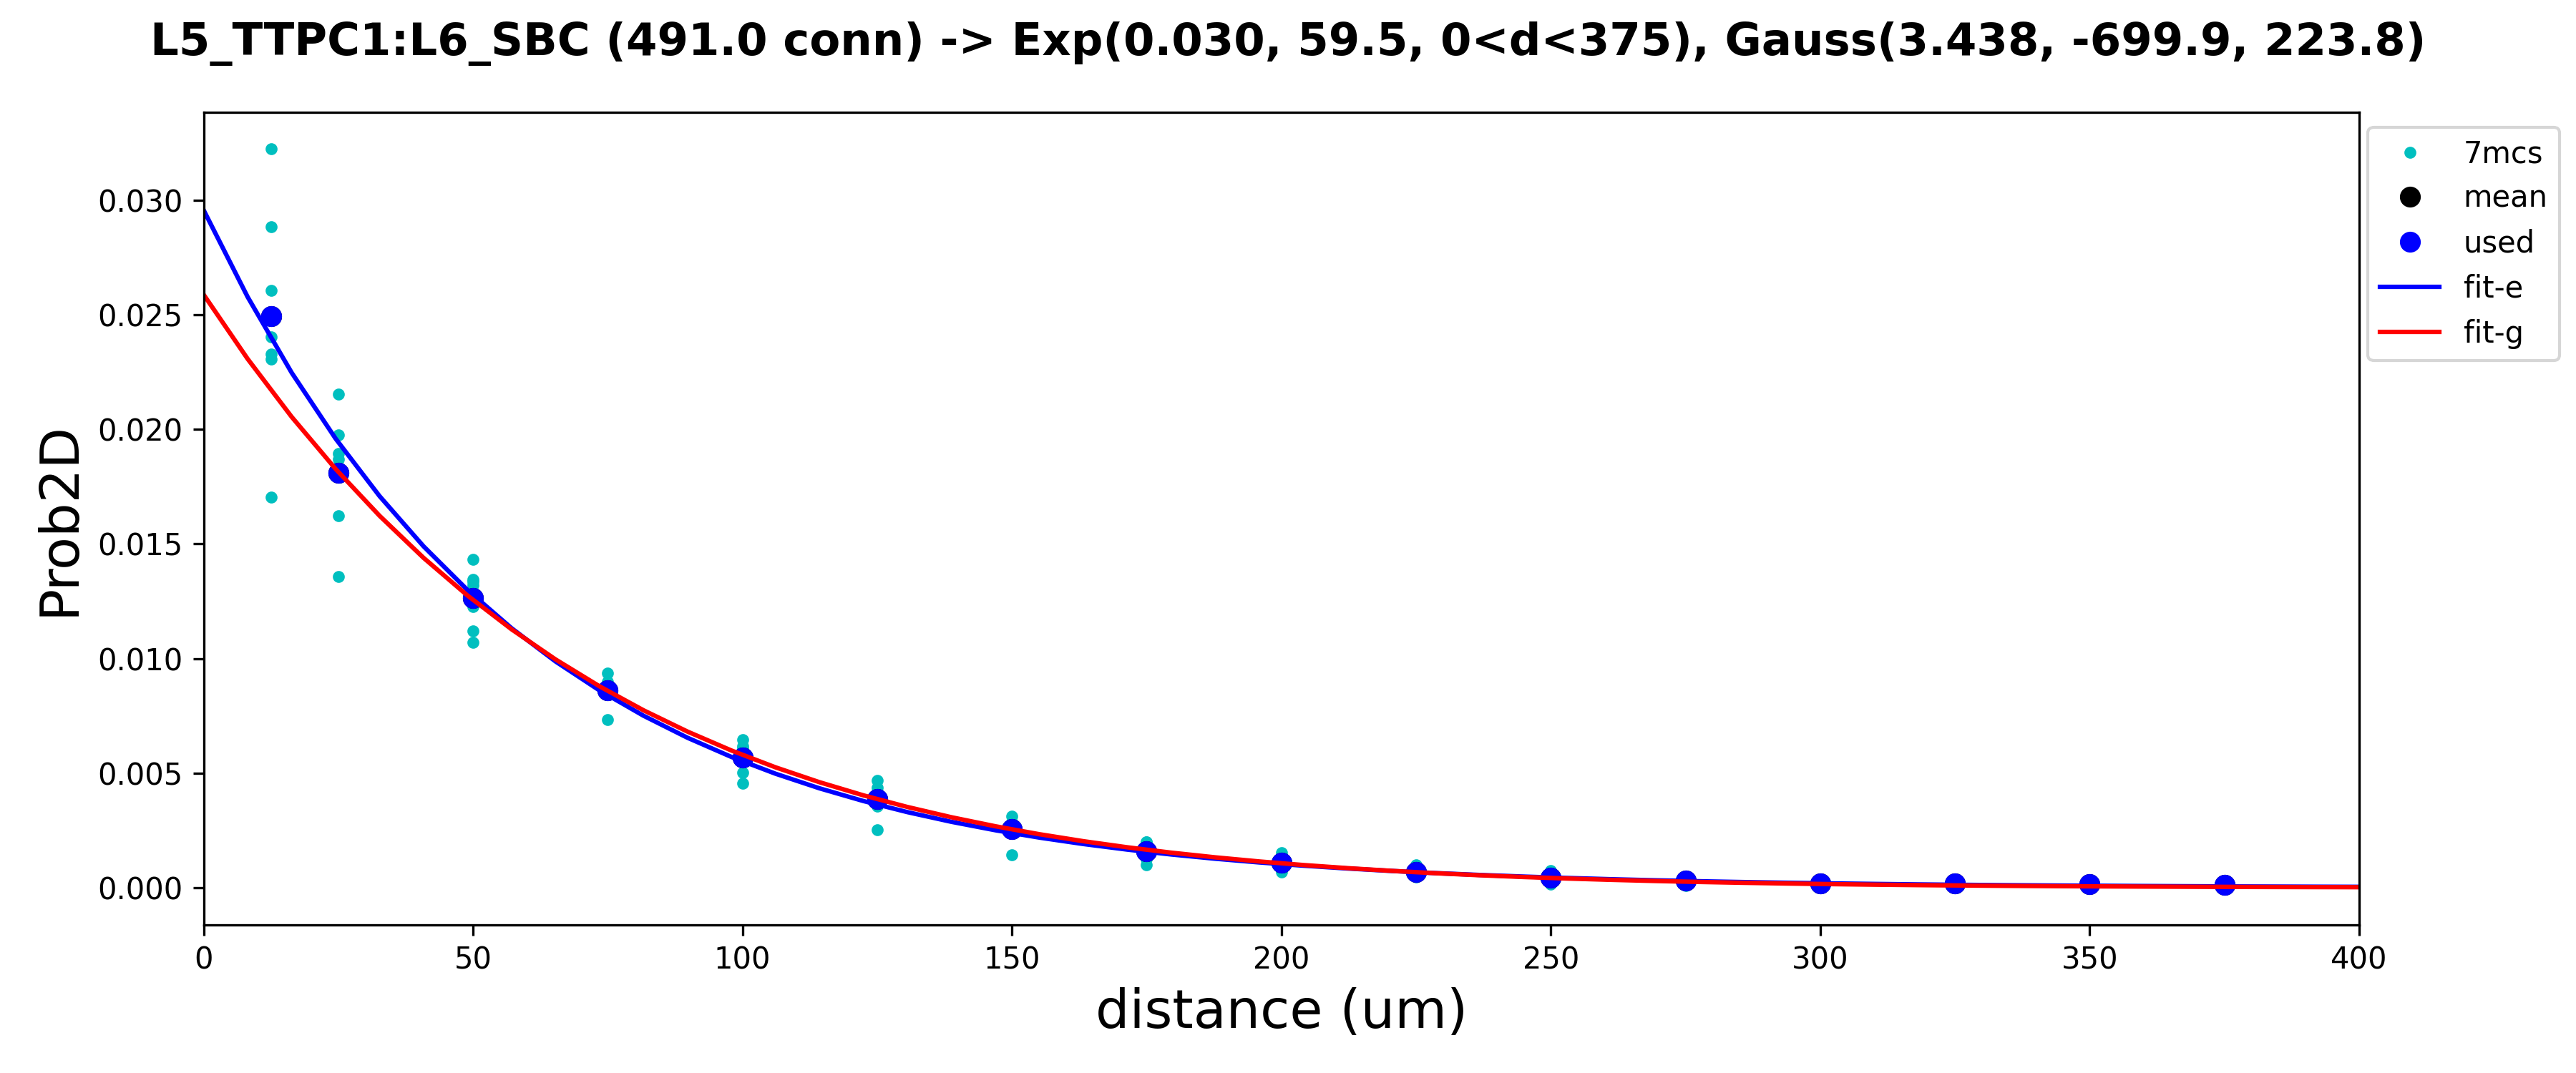 L5_TTPC1:L6_SBC (491.0 conn) -> Exp(0.030, 59.5, 0<d<375), Gauss(3.438, -699.9, 223.8)
7mcs
mean
used
fit-e
fit-g
0.030
0.025
0.020
0.015
0.010
0.005
0.000
Prob2D
0 50 100 150 200 250 300 350 400
distance (um)